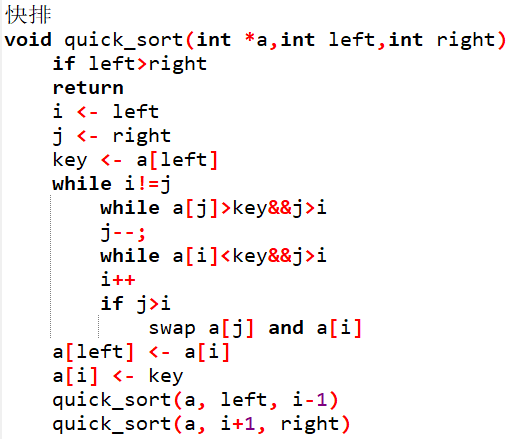 快排
void quick_sort(int *a,int left,int right)
    if left>right
    return
    i <- left
    j <- right
    key <- a[left]
    while i!=j
        while a[j]>key&&j>i
        j--;
        while a[i]<key&&j>i
        i++
        if j>i
            swap a[j] and a[i]
    a[left] <- a[i]
    a[i] <- key
    quick_sort(a, left, i-1)
    quick_sort(a, i+1, right)